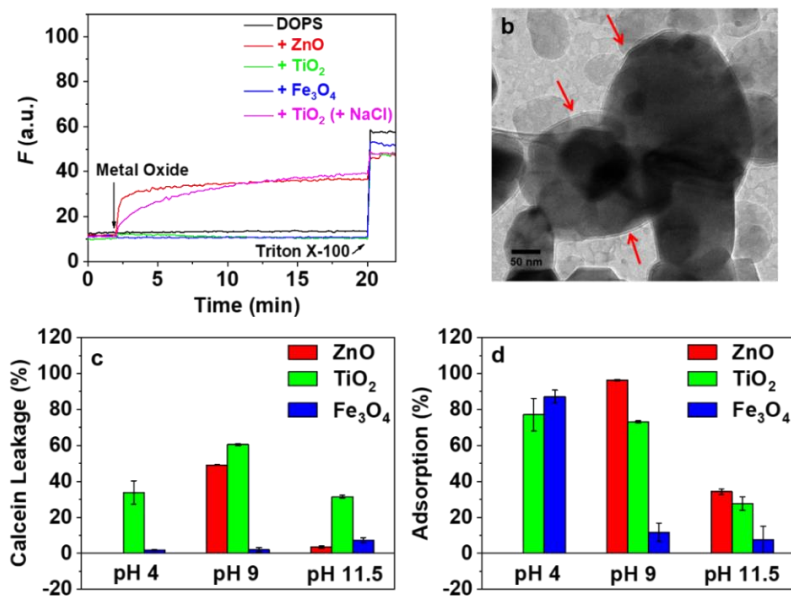 DOPS
+ ZnO
+ TiO₂
+ Fe₃O₄
+ TiO₂ (+ NaCl)
Metal Oxide
Triton X-100
100
80
60
40
20
0
F (a.u.)
0 5 10 15 20
Time (min)
b
50 nm
c
ZnO
TiO₂
Fe₃O₄
120
100
80
60
40
20
0
-20
Calcein Leakage (%)
pH 4 pH 9 pH 11.5
d
ZnO
TiO₂
Fe₃O₄
120
100
80
60
40
20
0
-20
Adsorption (%)
pH 4 pH 9 pH 11.5